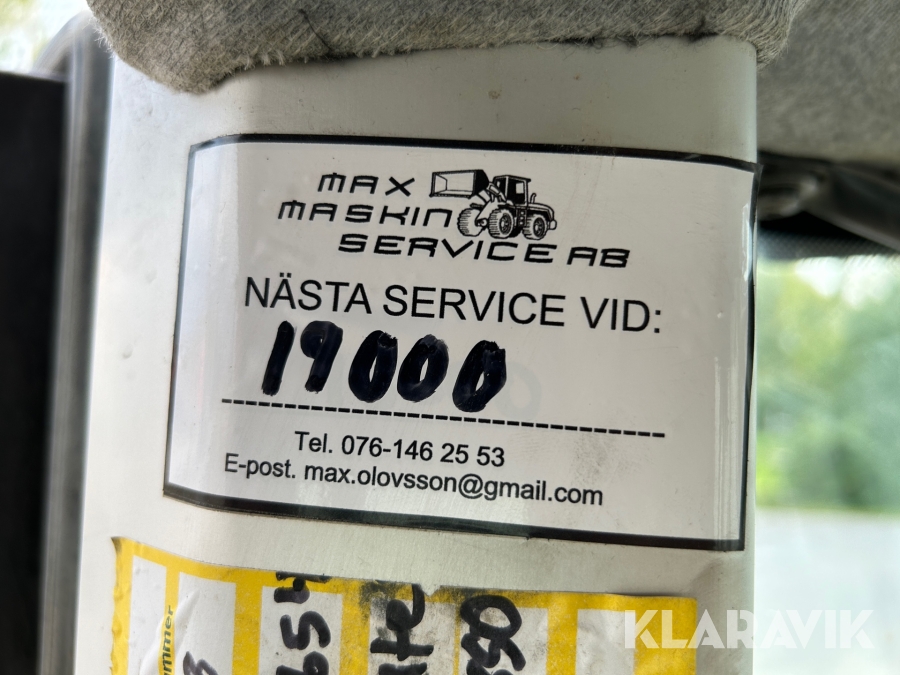 MAX
MASKIN
SERVICE AB
NÄSTA SERVICE VID:
19000
Tel. 076-146 25 53
E-post. max.olovsson@gmail.com
KLARAVIK